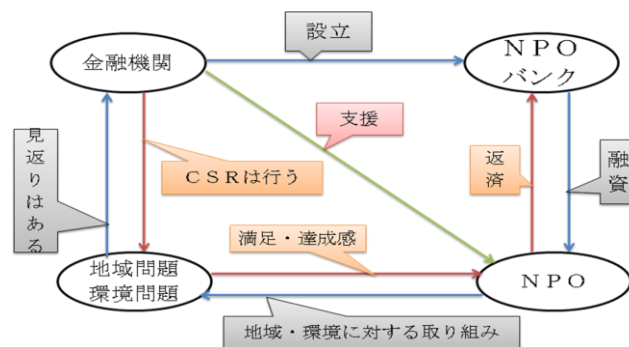 設立
金融機関
ＮＰＯ
バンク
支援
見
返
り
は
あ
る
ＣＳＲは行う
返
済
融
資
満足・達成感
地域問題
環境問題
ＮＰＯ
地域・環境に対する取り組み